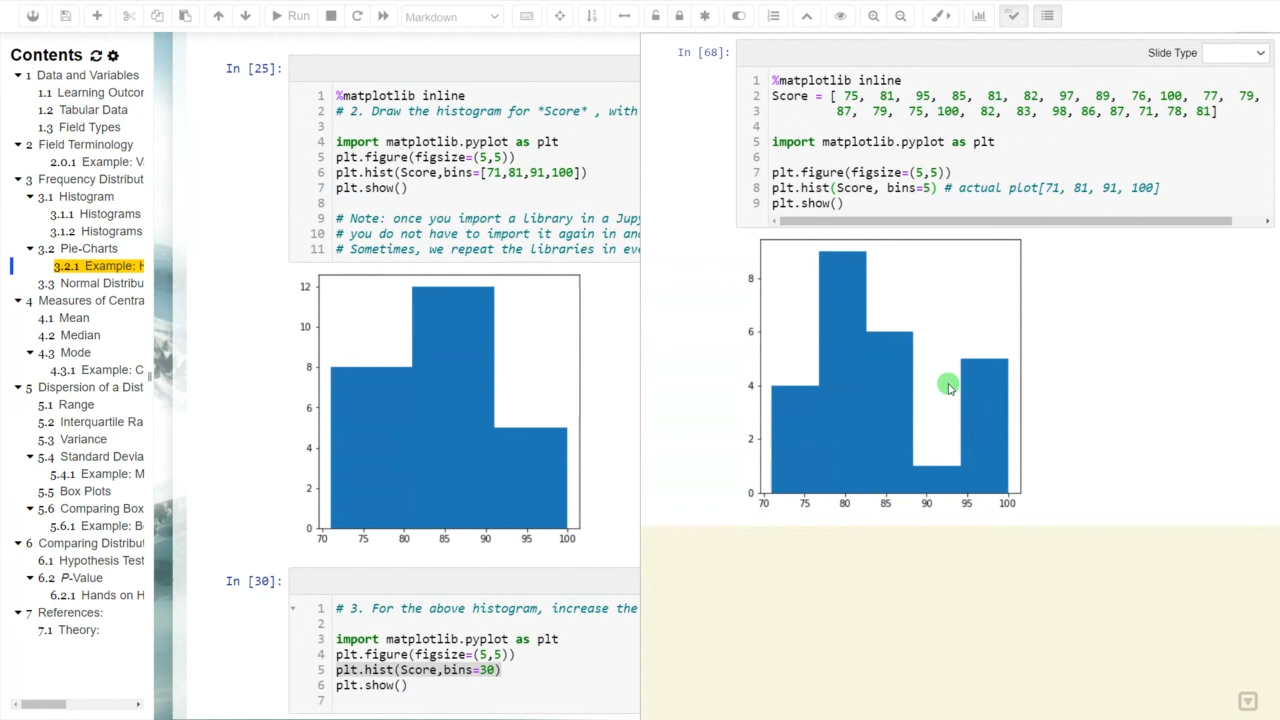 Run
Markdown
Contents
1 Data and Variables
1.1 Learning Outcor
1.2 Tabular Data
1.3 Field Types
2 Field Terminology
2.0.1 Example: V
3 Frequency Distribut
3.1 Histogram
3.1.1 Histograms
3.1.2 Histograms
3.2 Pie-Charts
3.2.1 Example: H
3.3 Normal Distribu
4 Measures of Centra
4.1 Mean
4.2 Median
4.3 Mode
4.3.1 Example: C
5 Dispersion of a Dist
5.1 Range
5.2 Interquartile Ra
5.3 Variance
5.4 Standard Devia
5.4.1 Example: M
5.5 Box Plots
5.6 Comparing Box
5.6.1 Example: B
6 Comparing Distribut
6.1 Hypothesis Test
6.2 P-Value
6.2.1 Hands on H
7 References:
7.1 Theory:
In [25]:
1 %matplotlib inline
2 # 2. Draw the histogram for *Score* , with
3
4 import matplotlib.pyplot as plt
5 plt.figure(figsize=(5,5))
6 plt.hist(Score,bins=[71,81,91,100])
7 plt.show()
8
9 # Note: once you import a library in a Jupy
10 # you do not have to import it again in an
11 # Sometimes, we repeat the libraries in eve
12
10
8
6
4
2
0
70 75 80 85 90 95 100
In [30]:
1 # 3. For the above histogram, increase the
2
3 import matplotlib.pyplot as plt
4 plt.figure(figsize=(5,5))
5 plt.hist(Score,bins=30)
6 plt.show()
7
In [68]:
Slide Type
1 %matplotlib inline
2 Score = [ 75, 81, 95, 85, 81, 82, 97, 89, 76, 100, 77, 79,
3 87, 79, 75, 100, 82, 83, 98, 86, 87, 71, 78, 81]
4
5 import matplotlib.pyplot as plt
6
7 plt.figure(figsize=(5,5))
8 plt.hist(Score, bins=5) # actual plot[71, 81, 91, 100]
9 plt.show()
8
6
4
2
0
70 75 80 85 90 95 100